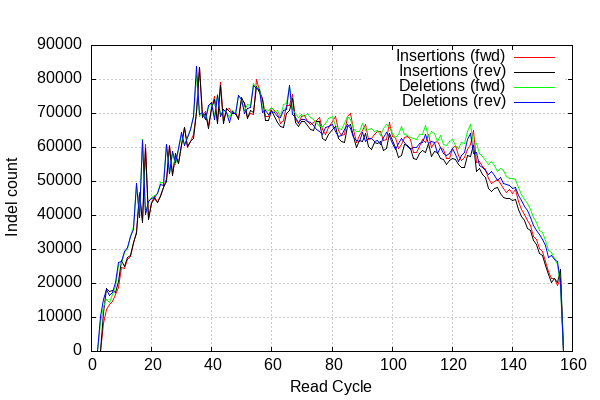 90000
80000
70000
60000
50000
40000
30000
20000
10000
0
Indel count
Insertions (fwd)
Insertions (rev)
Deletions (fwd)
Deletions (rev)
0 20 40 60 80 100 120 140 160
Read Cycle